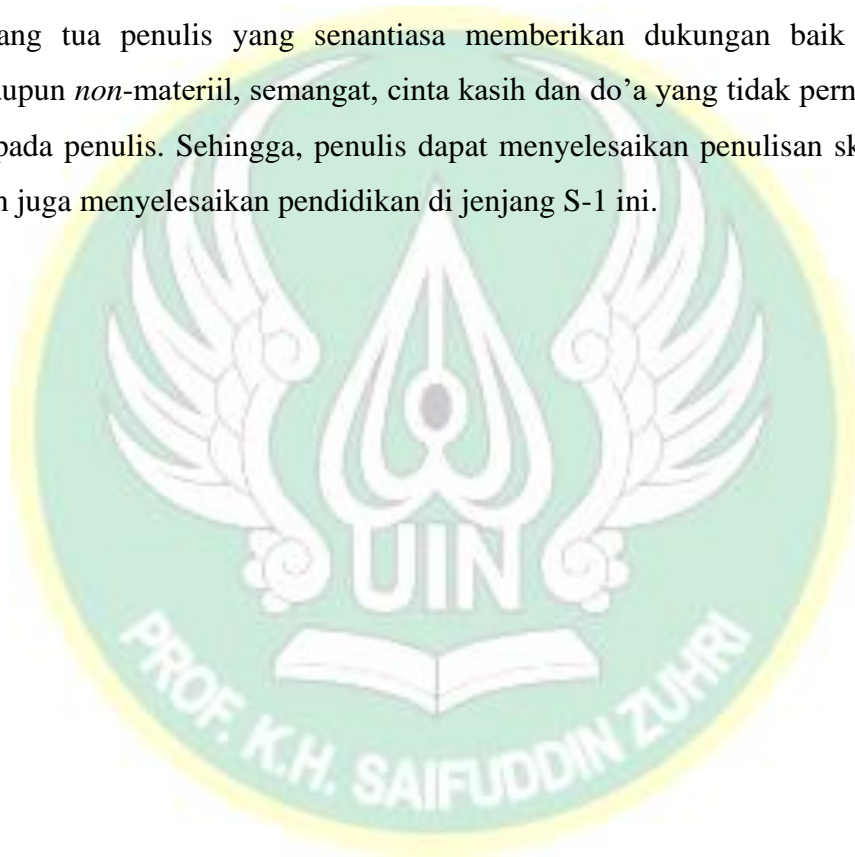 ang tua penulis yang senantiasa memberikan dukungan baik
upun non-materiil, semangat, cinta kasih dan do’a yang tidak pern
pada penulis. Sehingga, penulis dapat menyelesaikan penulisan sk
n juga menyelesaikan pendidikan di jenjang S-1 ini.
UIN
PROF. K.H. SAIFUDDIN ZUHRI